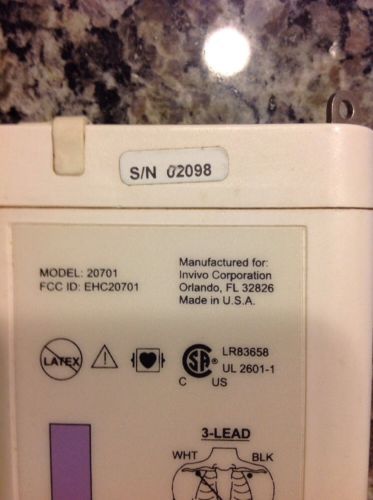 S/N 02098
MODEL: 20701
FCC ID: EHC20701
Manufactured for:
Invivo Corporation
Orlando, FL 32826
Made in U.S.A.
LATEX
CSA ®
C US
LR83658
UL 2601-1
3-LEAD
WHT BLK